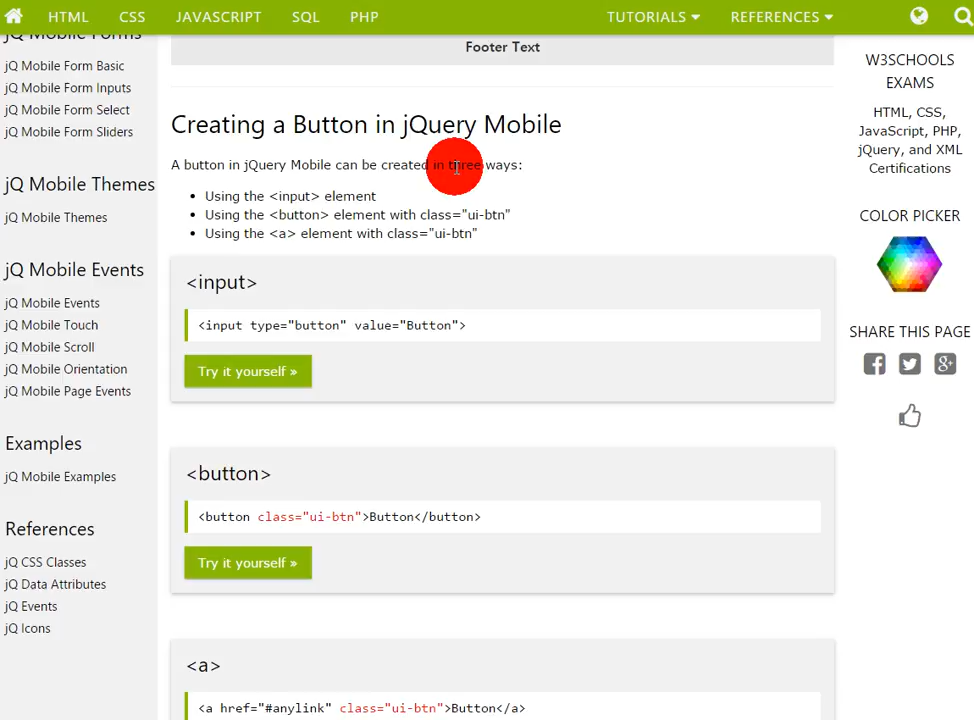 HTML CSS JAVASCRIPT SQL PHP TUTORIALS REFERENCES
jQ Mobile Forms
jQ Mobile Form Basic
jQ Mobile Form Inputs
jQ Mobile Form Select
jQ Mobile Form Sliders
jQ Mobile Themes
jQ Mobile Themes
jQ Mobile Events
jQ Mobile Events
jQ Mobile Touch
jQ Mobile Scroll
jQ Mobile Orientation
jQ Mobile Page Events
Examples
jQ Mobile Examples
References
jQ CSS Classes
jQ Data Attributes
jQ Events
jQ Icons
Footer Text
Creating a Button in jQuery Mobile
A button in jQuery Mobile can be created in three ways:
• Using the <input> element
• Using the <button> element with class="ui-btn"
• Using the <a> element with class="ui-btn"
<input>
<input type="button" value="Button">
Try it yourself »
<button>
<button class="ui-btn">Button</button>
Try it yourself »
<a>
<a href="#anylink" class="ui-btn">Button</a>
W3SCHOOLS
EXAMS
HTML, CSS,
JavaScript, PHP,
jQuery, and XML
Certifications
COLOR PICKER
SHARE THIS PAGE